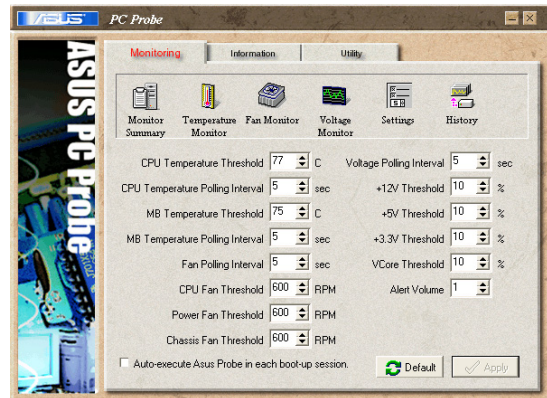 ASUS PC Probe
ASUS PC Probe
Monitoring Information Utility
Monitor Summary
Temperature Monitor
Fan Monitor
Voltage Monitor
Settings
History
CPU Temperature Threshold 77 C
Voltage Polling Interval 5 sec
CPU Temperature Polling Interval 5 sec
+12V Threshold 10 %
MB Temperature Threshold 75 C
+5V Threshold 10 %
MB Temperature Polling Interval 5 sec
+3.3V Threshold 10 %
Fan Polling Interval 5 sec
VCore Threshold 10 %
CPU Fan Threshold 600 RPM
Alert Volume 1
Power Fan Threshold 600 RPM
Chassis Fan Threshold 600 RPM
Auto-execute Asus Probe in each boot-up session.
Default
Apply